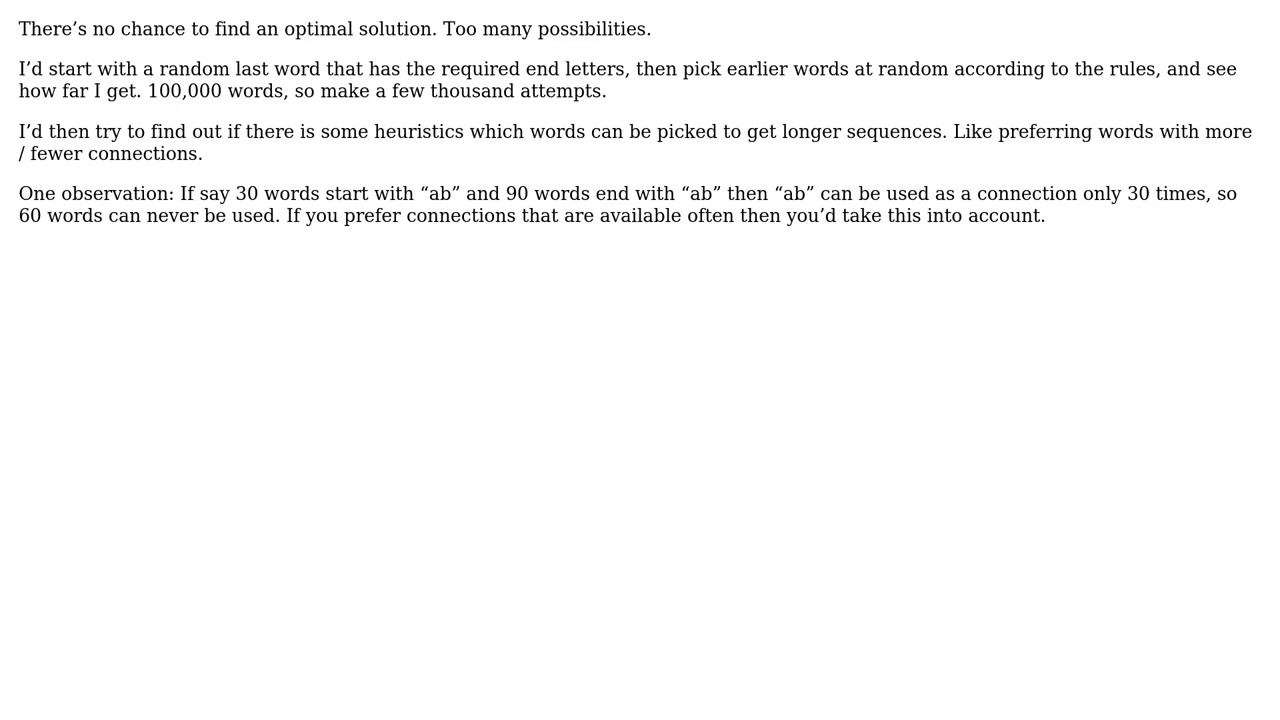 There’s no chance to find an optimal solution. Too many possibilities.
I’d start with a random last word that has the required end letters, then pick earlier words at random according to the rules, and see
how far I get. 100,000 words, so make a few thousand attempts.
I’d then try to find out if there is some heuristics which words can be picked to get longer sequences. Like preferring words with more
/ fewer connections.
One observation: If say 30 words start with “ab” and 90 words end with “ab” then “ab” can be used as a connection only 30 times, so
60 words can never be used. If you prefer connections that are available often then you’d take this into account.